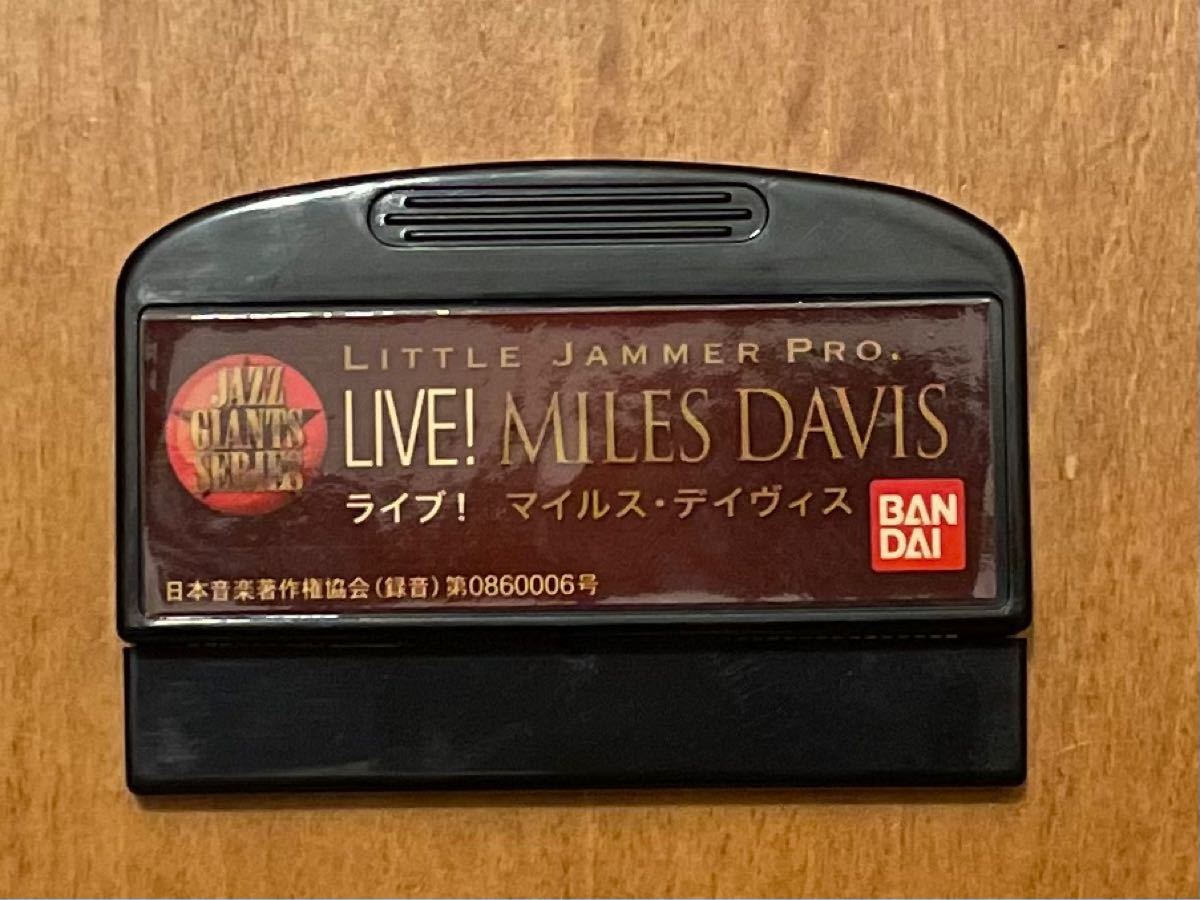 LITTLE JAMMER PRO.
JAZZ
GIANTS
SERIES
LIVE! MILES DAVIS
ライブ! マイルス・デイヴィス
BAN
DAI
日本音楽著作権協会(録音)第0860006号